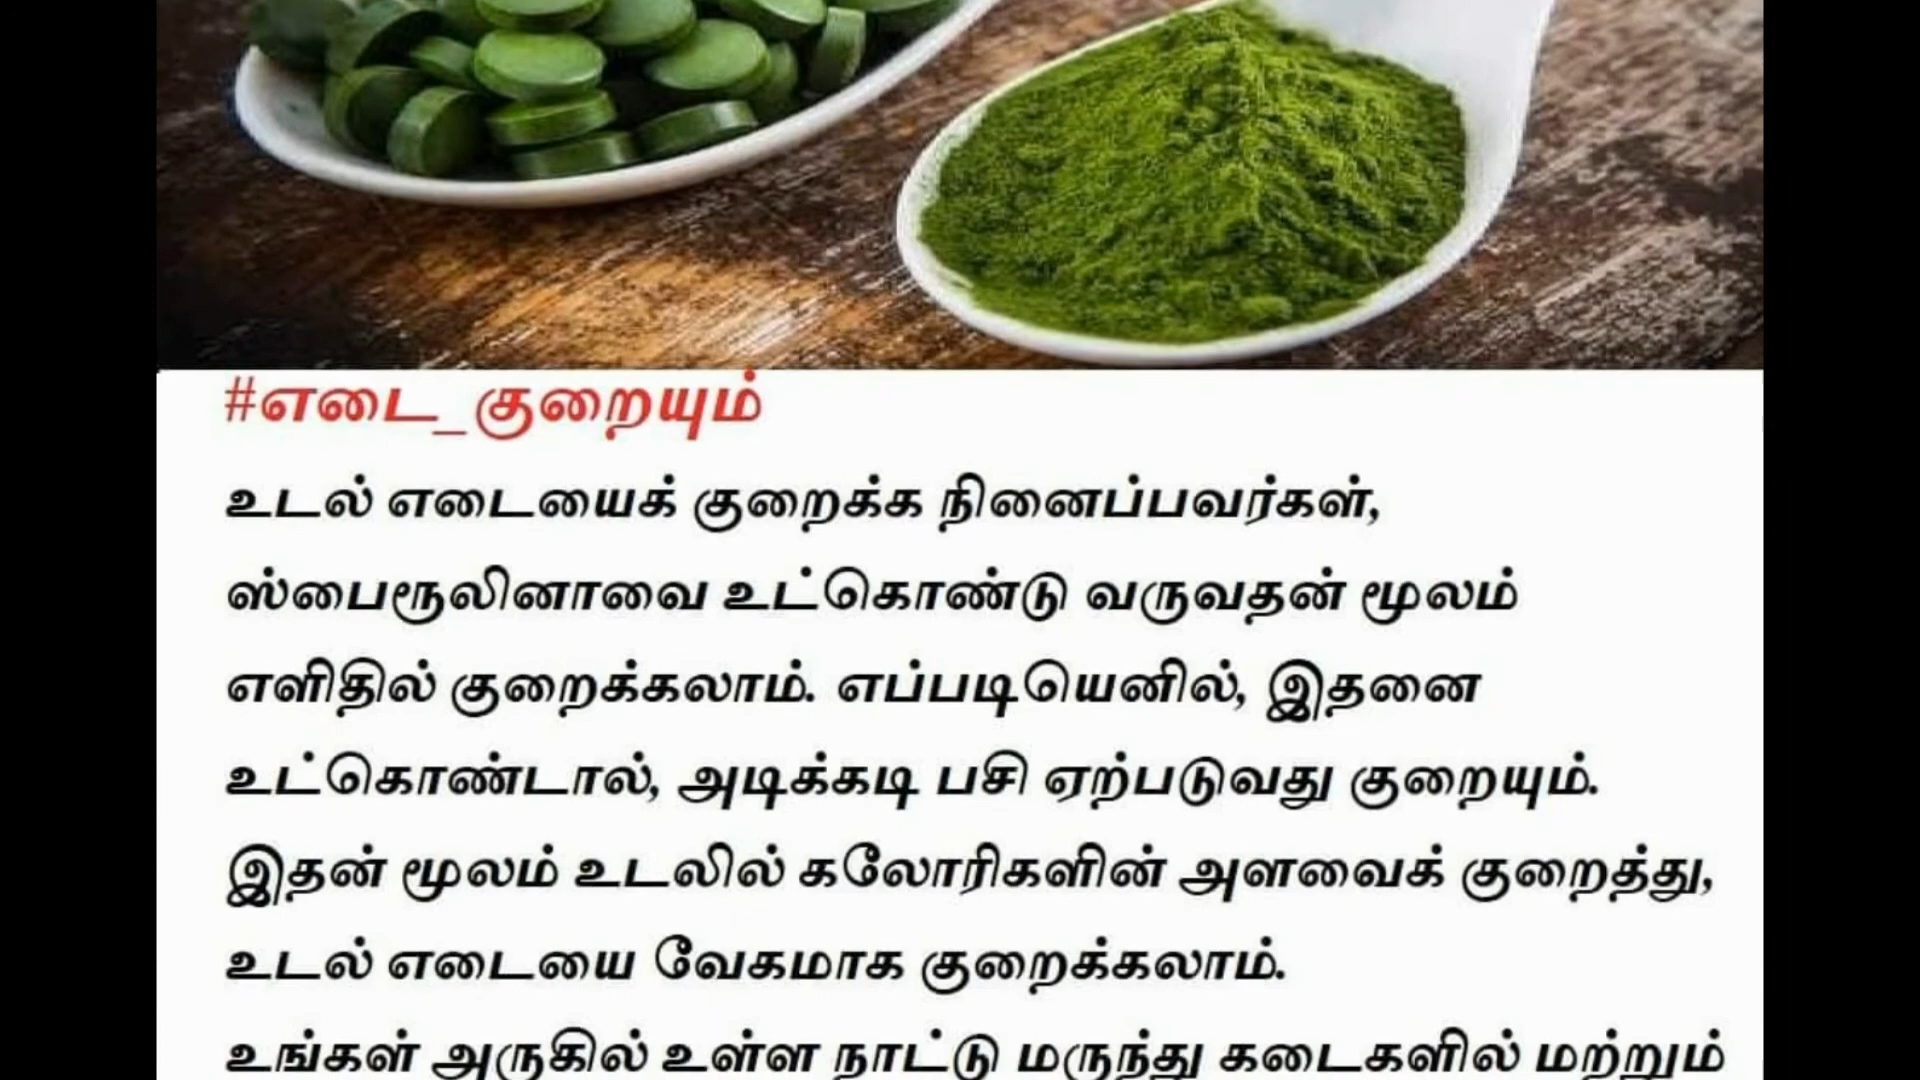 #எடை_குறையும்
உடல் எடையைக் குறைக்க நினைப்பவர்கள்,
ஸ்பைரூலினாவை உட்கொண்டு வருவதன் மூலம்
எளிதில் குறைக்கலாம். எப்படியெனில், இதனை
உட்கொண்டால், அடிக்கடி பசி ஏற்படுவது குறையும்.
இதன் மூலம் உடலில் கலோரிகளின் அளவைக் குறைத்து,
உடல் எடையை வேகமாக குறைக்கலாம்.
உங்கள் அருகில் உள்ள நாட்டு மருந்து கடைகளில் மற்றும்